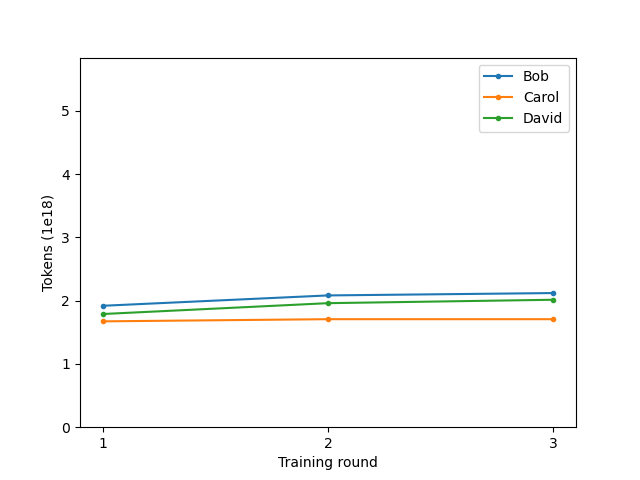 Bob
Carol
David
5
4
3
2
1
0
Tokens (1e18)
1 2 3
Training round